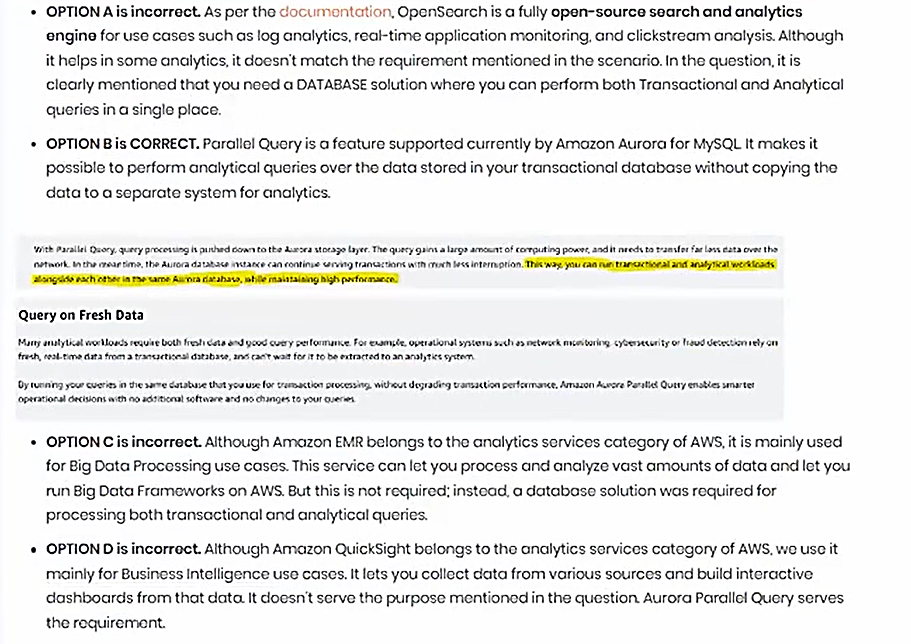 • OPTION A is incorrect. As per the documentation, OpenSearch is a fully open-source search and analytics
engine for use cases such as log analytics, real-time application monitoring, and clickstream analysis. Although
it helps in some analytics, it doesn't match the requirement mentioned in the scenario. In the question, it is
clearly mentioned that you need a DATABASE solution where you can perform both Transactional and Analytical
queries in a single place.
• OPTION B is CORRECT. Parallel Query is a feature supported currently by Amazon Aurora for MySQL. It makes it
possible to perform analytical queries over the data stored in your transactional database without copying the
data to a separate system for analytics.
With Parallel Query, query processing is pushed down to the Aurora storage layer. The query gains a large amount of computing power, and it needs to transfer far less data over the
network. In the meantime, the Aurora database instance can continue serving transactions with much less interruption. This way, you can run transactional and analytical workloads
alongside each other in the same Aurora database, while maintaining high performance.
Query on Fresh Data
Many analytical workloads require both fresh data and good query performance. For example, operational systems such as network monitoring, cybersecurity or fraud detection rely on
fresh, real-time data from a transactional database, and can't wait for it to be extracted to an analytics system.
By running your queries in the same database that you use for transaction processing, without degrading transaction performance, Amazon Aurora Parallel Query enables smarter
operational decisions with no additional software and no changes to your queries.
• OPTION C is incorrect. Although Amazon EMR belongs to the analytics services category of AWS, it is mainly used
for Big Data Processing use cases. This service can let you process and analyze vast amounts of data and let you
run Big Data Frameworks on AWS. But this is not required; instead, a database solution was required for
processing both transactional and analytical queries.
• OPTION D is incorrect. Although Amazon QuickSight belongs to the analytics services category of AWS, we use it
mainly for Business Intelligence use cases. It lets you collect data from various sources and build interactive
dashboards from that data. It doesn't serve the purpose mentioned in the question. Aurora Parallel Query serves
the requirement.